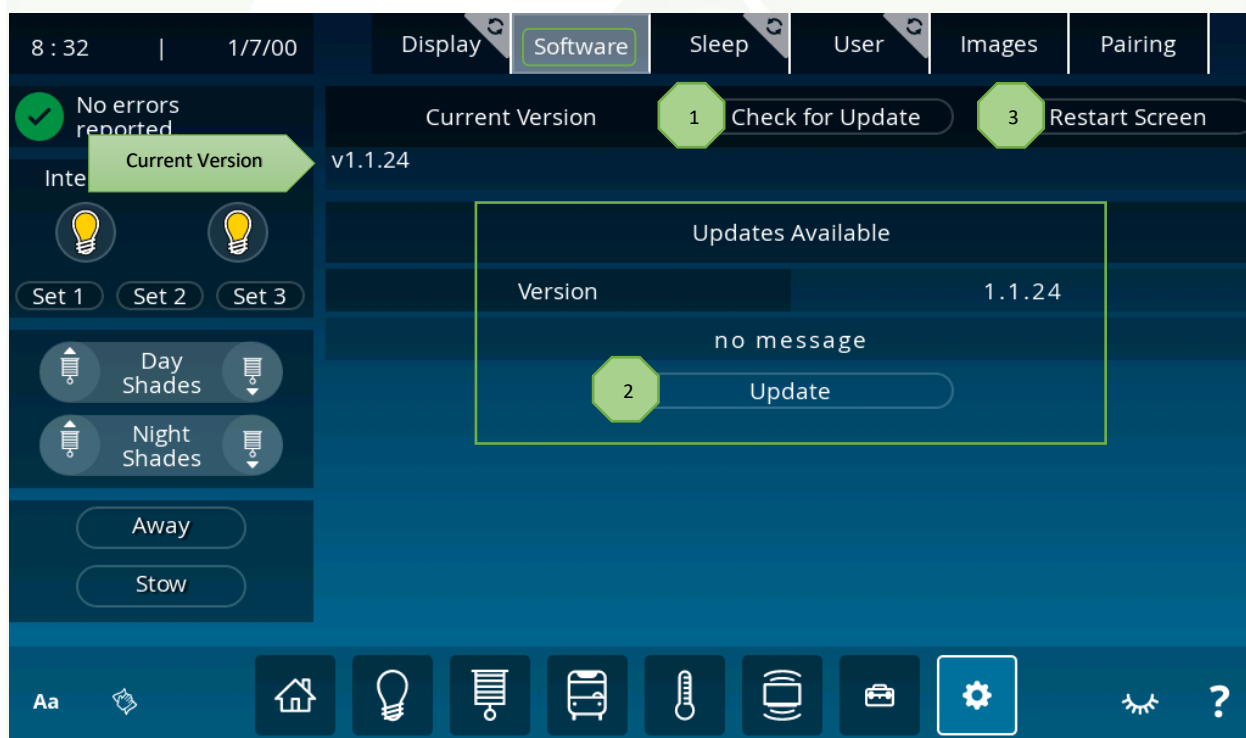 8 : 32 | 1/7/00
Display
Software
Sleep
User
Images
Pairing
No errors
reported
Current Version
1
Check for Update
3
Restart Screen
Current Version
v1.1.24
Inte
Updates Available
Set 1
Set 2
Set 3
Version
1.1.24
no message
Day
Shades
2
Update
Night
Shades
Away
Stow
Aa
?